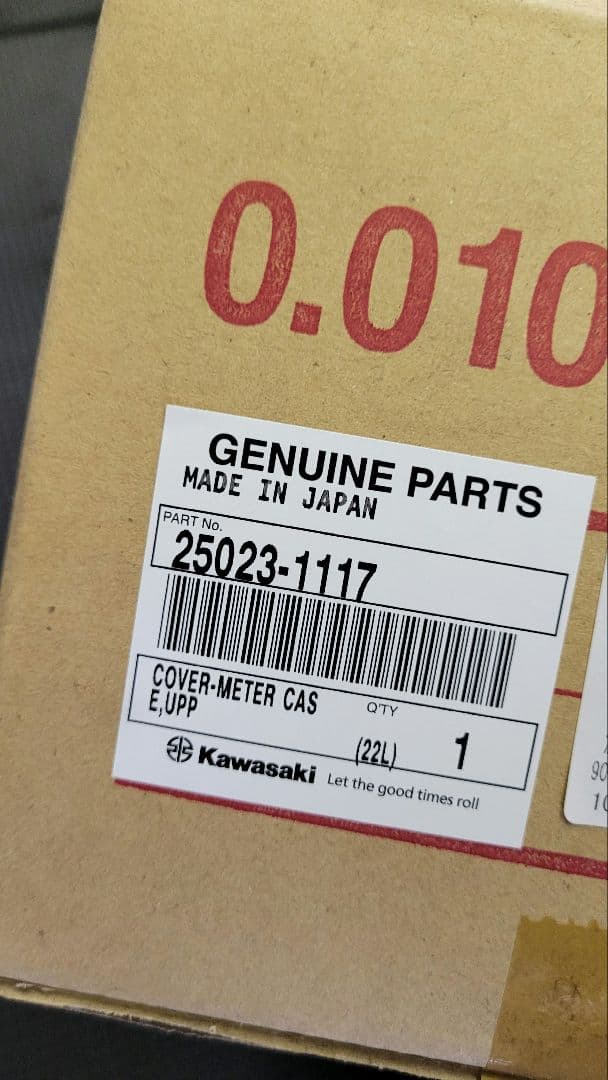 0.010
GENUINE PARTS
MADE IN JAPAN
PART No.
25023-1117
COVER-METER CAS
E,UPP
Q'TY
(22L)
1
Kawasaki Let the good times roll
90